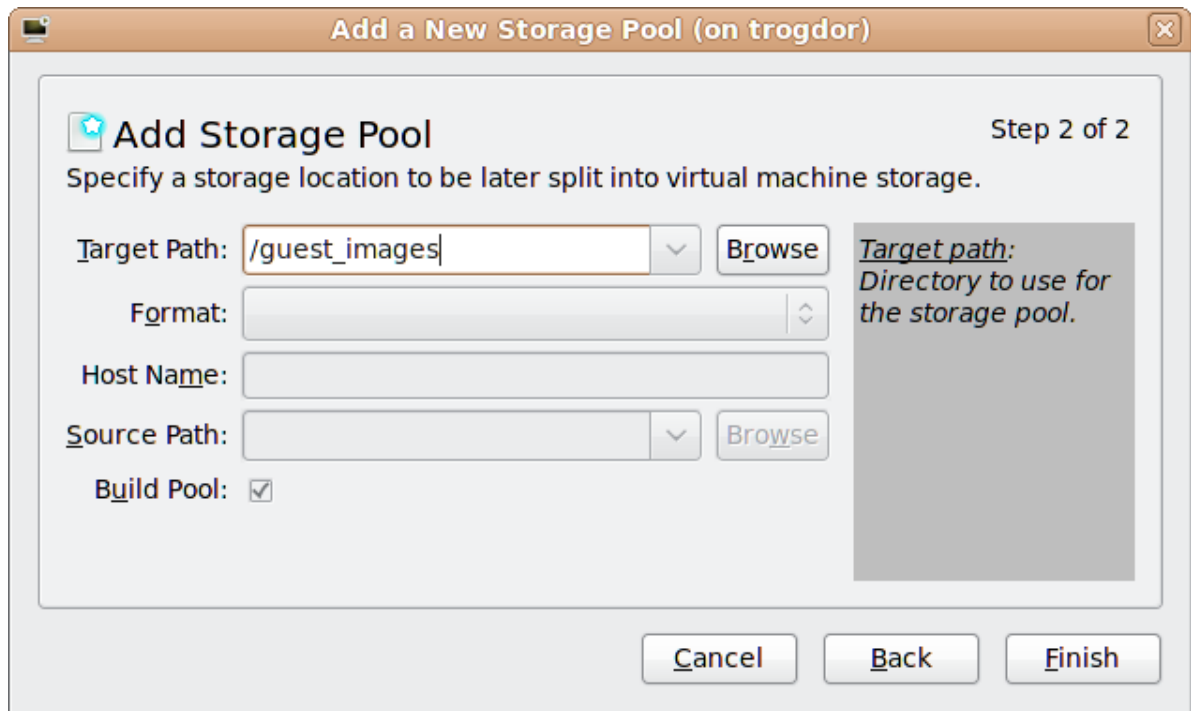 Add a New Storage Pool (on trogdor)
Add Storage Pool
Step 2 of 2
Specify a storage location to be later split into virtual machine storage.
Target Path: /guest_images Browse
Target path:
Directory to use for
the storage pool.
Format:
Host Name:
Source Path: Browse
Build Pool:
Cancel Back Finish